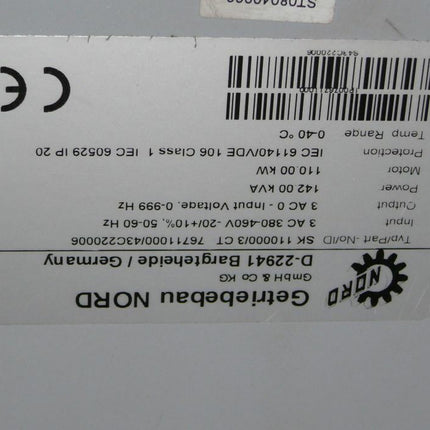 NORD
Getriebebau NORD
GmbH & Co KG
D-22941 Bargteheide / Germany
Typ/Part-No/ID SK 11000/3 CT 76711000/43C220006
Input 3 AC 380-460V -20/+10%, 50-60 Hz
Output 3 AC 0 - Input Voltage. 0-999 Hz
Power 142.00 kVA
Motor 110.00 kW
Protection IEC 61140/VDE 106 Class 1 IEC 60529 IP 20
Temp Range 0-40 °C
CE
S43C220006